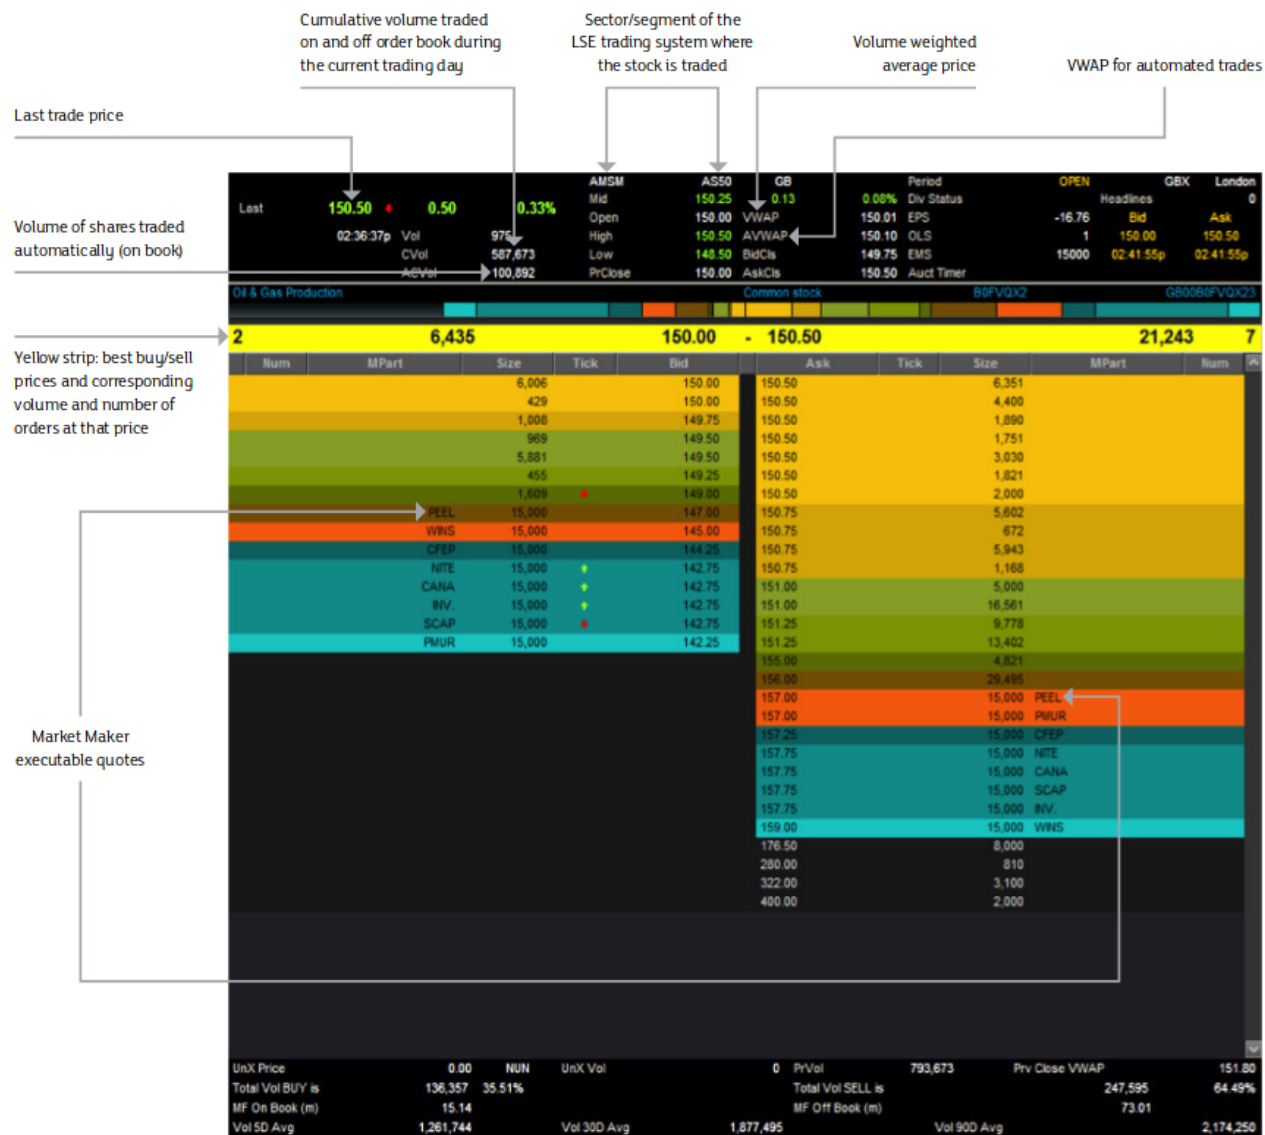 Cumulative volume traded
on and off order book during
the current trading day
Sector/segment of the
LSE trading system where
the stock is traded
Volume weighted
average price
VWAP for automated trades
Last trade price
Volume of shares traded
automatically (on book)
Yellow strip: best buy/sell
prices and corresponding
volume and number of
orders at that price
Market Maker
executable quotes
AMSM AS50 GB Period OPEN GBX London
Mid 150.25 0.13 0.08% Div Status Headlines 0
Last 150.50 0.50 0.33%
Open 150.00 VWAP 150.01 EPS -16.76 Bid Ask
02:36:37p Vol 975 High 150.50 AVWAP 150.10 OLS 1 150.00 150.50
CVol 587,673 Low 148.50 BidCls 149.75 EMS 15000 02:41:55p 02:41:55p
ACVol 100,892 PrClose 150.00 AskCls 150.50 Auct Timer
Oil & Gas Production Common stock B0FVQX2 GB00B0FVQX23
2 6,435 150.00 - 150.50 21,243 7
Num MPart Size Tick Bid Ask Tick Size MPart Num
6,006 150.00 150.50 6,351
429 150.00 150.50 4,400
1,008 149.75 150.50 1,890
969 149.50 150.50 1,751
5,881 149.50 150.50 3,030
455 149.25 150.50 1,821
1,609 149.00 150.50 2,000
PEEL 15,000 147.00 150.75 5,602
WINS 15,000 145.00 150.75 672
CFEP 15,000 144.25 150.75 5,943
NITE 15,000 142.75 150.75 1,168
CANA 15,000 142.75 151.00 5,000
INV. 15,000 142.75 151.00 16,561
SCAP 15,000 142.75 151.25 9,778
PMUR 15,000 142.25 151.25 13,402
155.00 4,821
156.00 29,495
157.00 15,000 PEEL
157.00 15,000 PMUR
157.25 15,000 CFEP
157.75 15,000 NITE
157.75 15,000 CANA
157.75 15,000 SCAP
157.75 15,000 INV.
159.00 15,000 WINS
176.50 8,000
280.00 810
322.00 3,100
400.00 2,000
UnX Price 0.00 NUN UnX Vol 0 PrVol 793,673 Prv Close VWAP 151.80
Total Vol BUY is 136,357 35.51% Total Vol SELL is 247,595 64.49%
MF On Book (m) 15.14 MF Off Book (m) 73.01
Vol 5D Avg 1,261,744 Vol 30D Avg 1,877,495 Vol 90D Avg 2,174,250